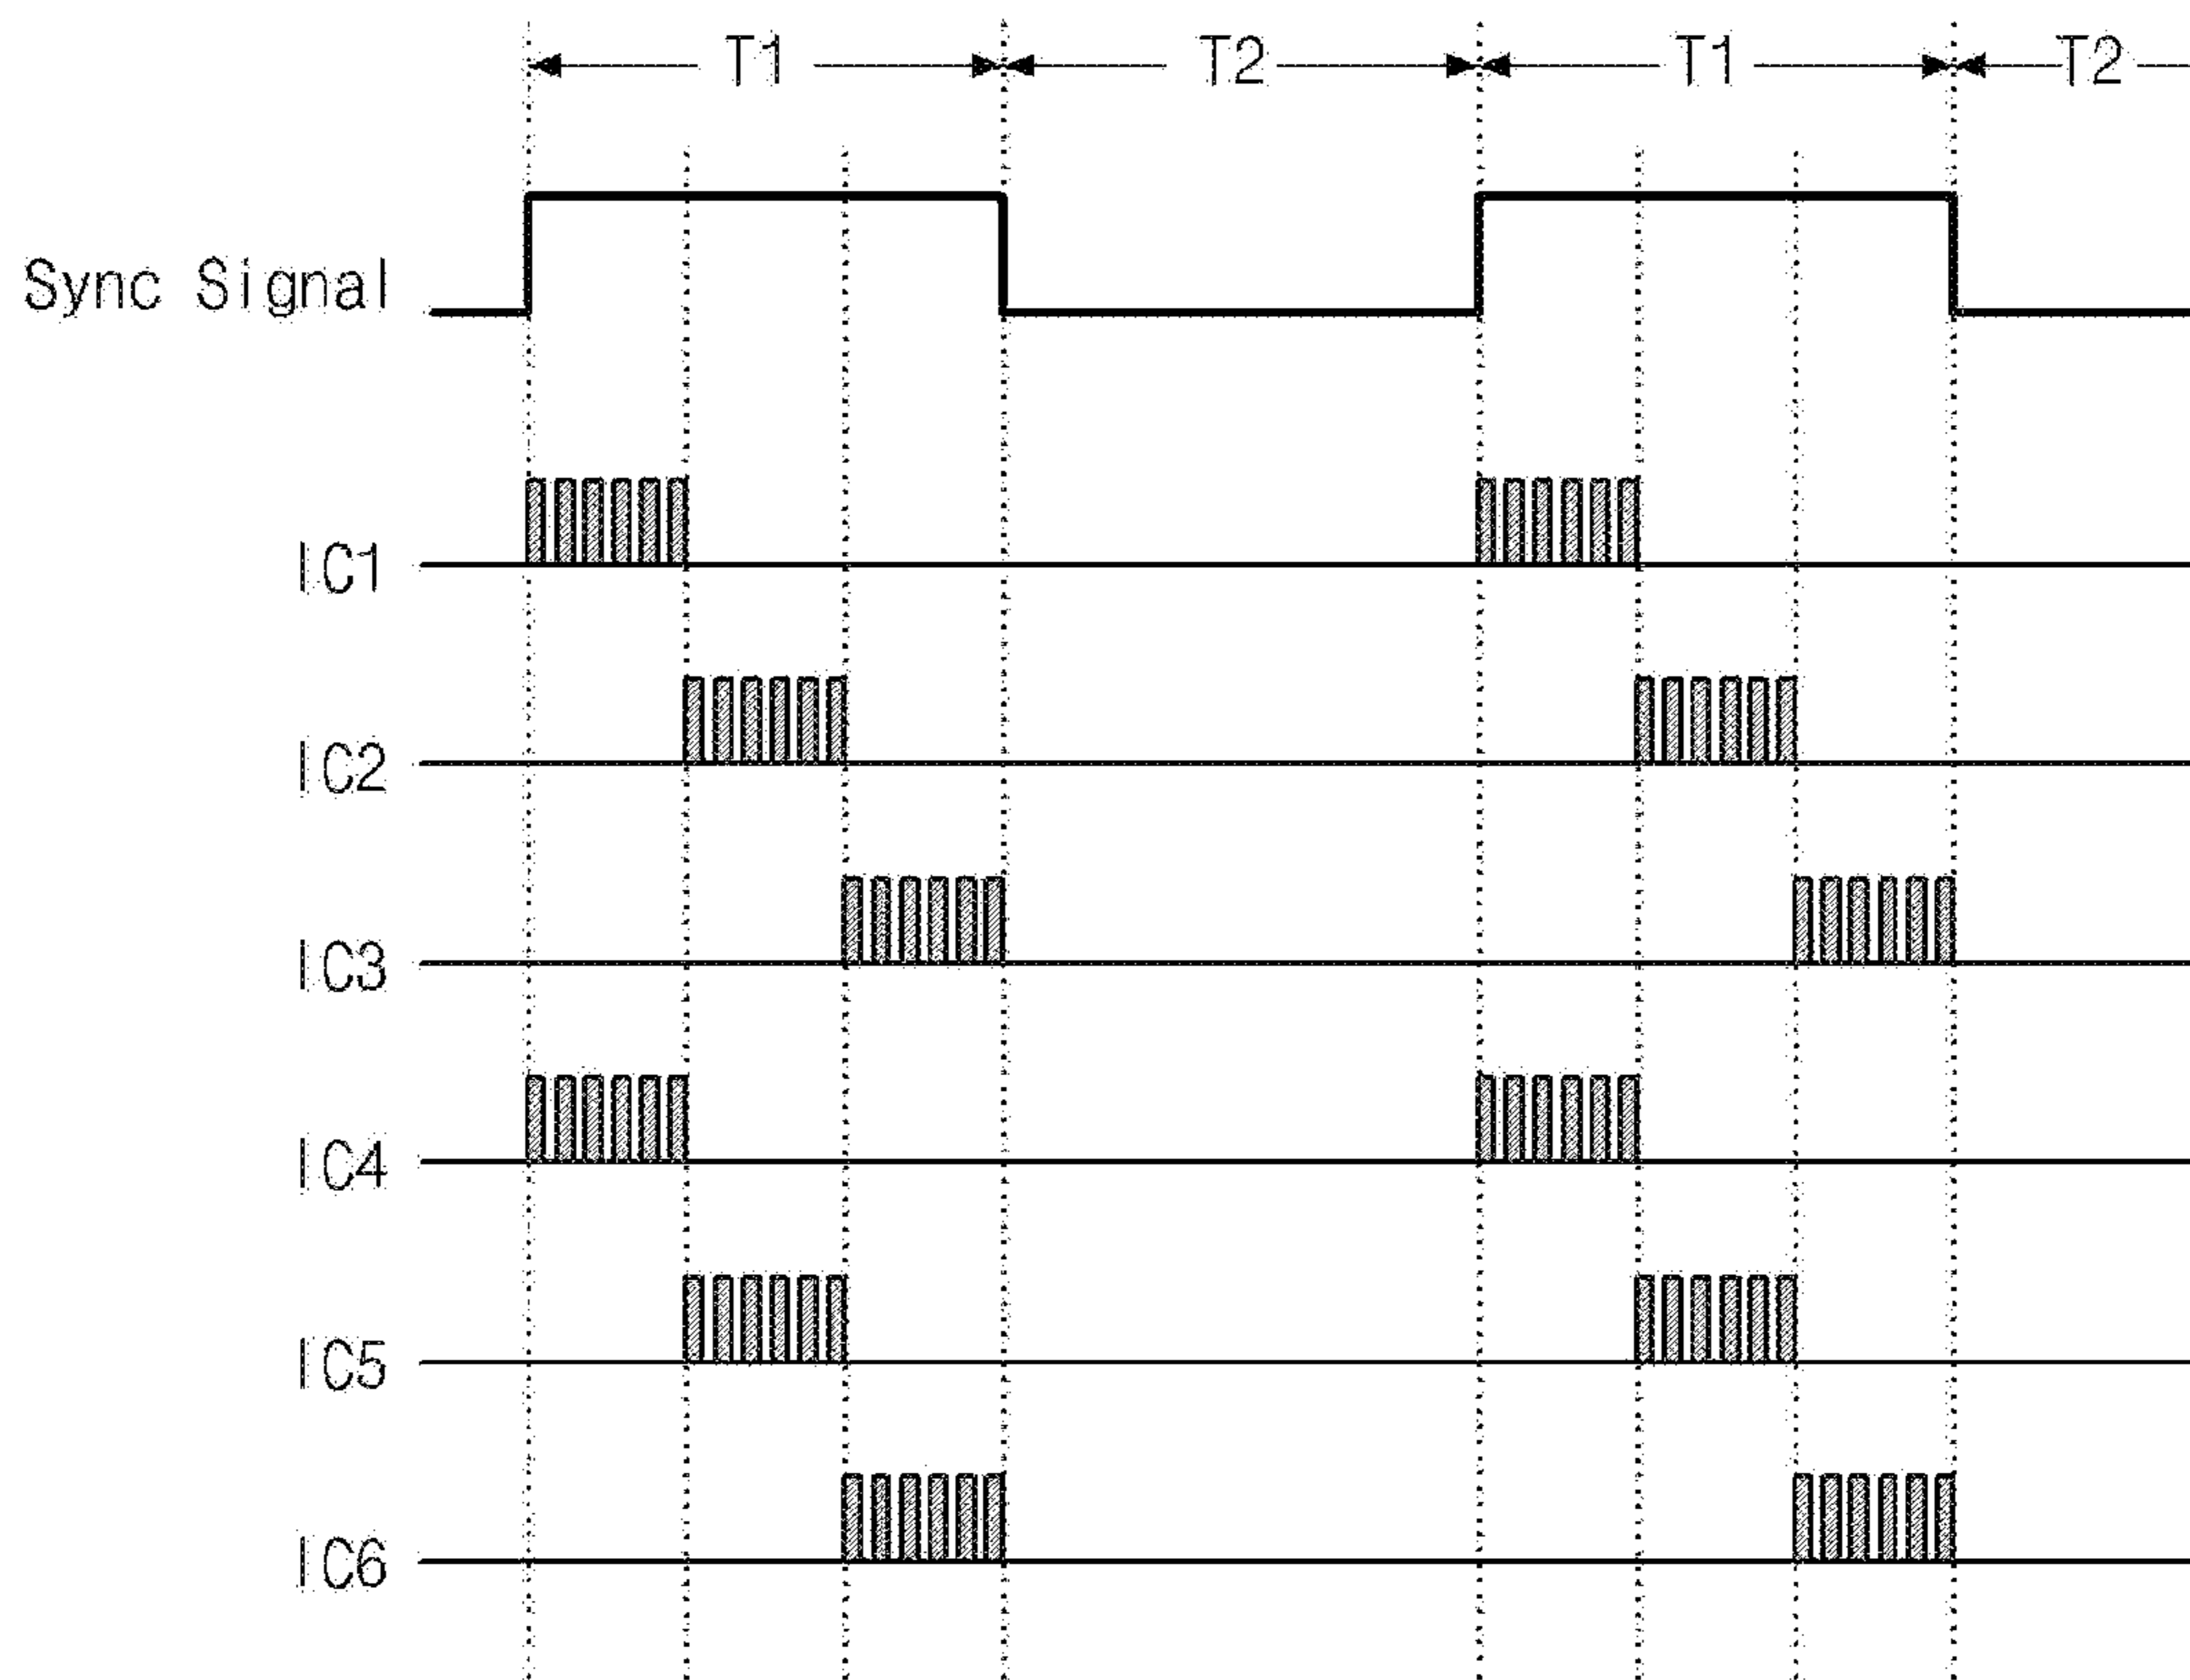 T1 T2 T1 T2
Sync Signal
IC1
IC2
IC3
IC4
IC5
IC6